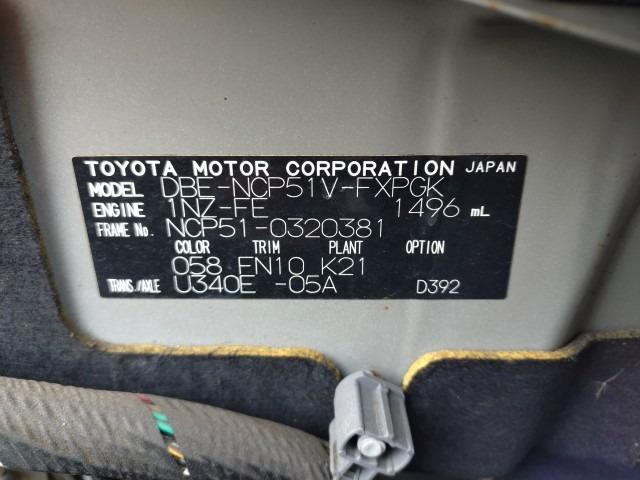 TOYOTA MOTOR CORPORATION JAPAN
MODEL DBE-NCP51V-FXPGK
ENGINE 1NZ-FE 1496 mL
FRAME No. NCP51-0320381
COLOR TRIM PLANT OPTION
058 FN10 K21
TRANS./AXLE U340E -05A D392